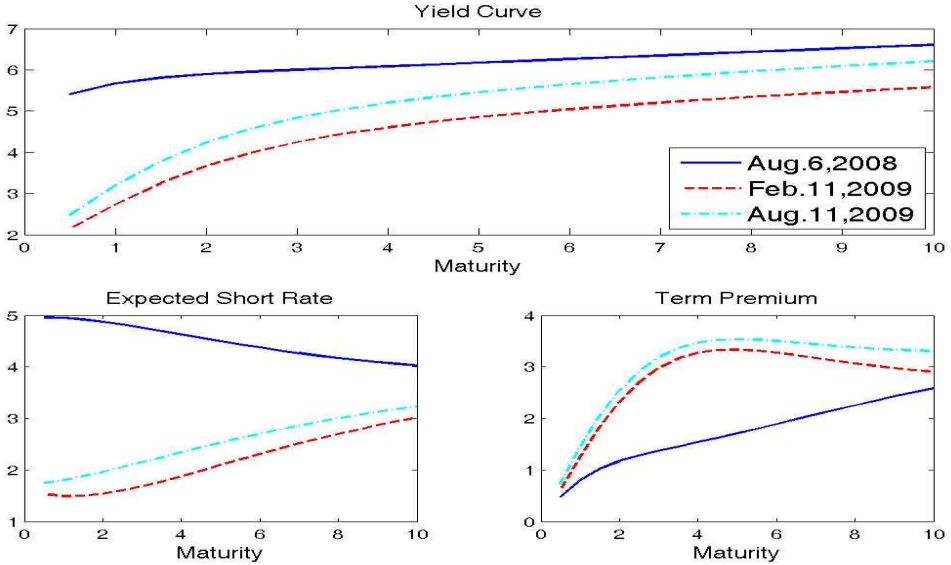 Yield Curve
7
6
5
4
3
2
0 1 2 3 4 5 6 7 8 9 10
Maturity
Aug.6,2008
Feb.11,2009
Aug.11,2009
Expected Short Rate
5
4
3
2
1
0 2 4 6 8 10
Maturity
Term Premium
4
3
2
1
0
0 2 4 6 8 10
Maturity